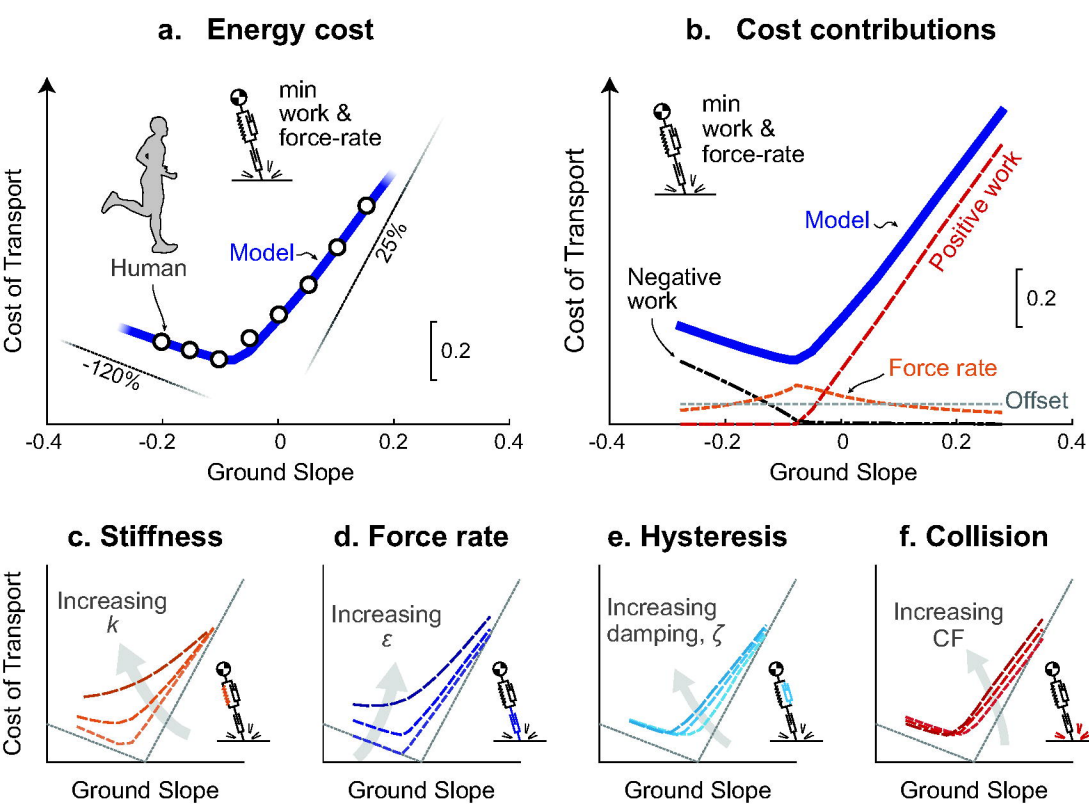 a. Energy cost
min
work &
force-rate
Human
Model
25%
-120%
0.2
Cost of Transport
-0.4
-0.2
0
0.2
0.4
Ground Slope
b. Cost contributions
min
work &
force-rate
Model
Positive work
Negative
work
0.2
Force rate
Offset
Cost of Transport
-0.4
-0.2
0
0.2
0.4
Ground Slope
c. Stiffness
Increasing
k
Cost of Transport
Ground Slope
d. Force rate
Increasing
ε
Ground Slope
e. Hysteresis
Increasing
damping, ζ
Ground Slope
f. Collision
Increasing
CF
Ground Slope